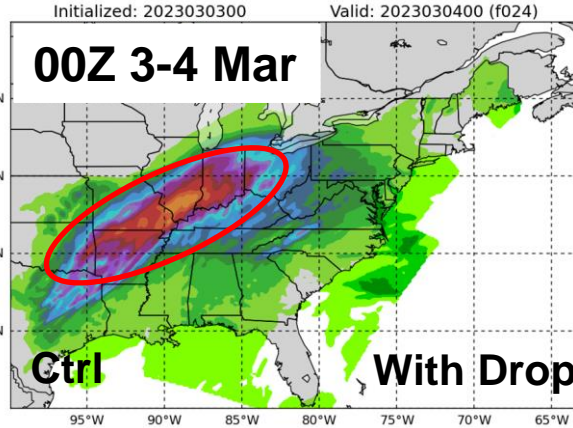 Initialized: 2023030300 Valid: 2023030400 (f024)
00Z 3-4 Mar
N
N
N
N
Ctrl With Drop
95°W 90°W 85°W 80°W 75°W 70°W 65°W